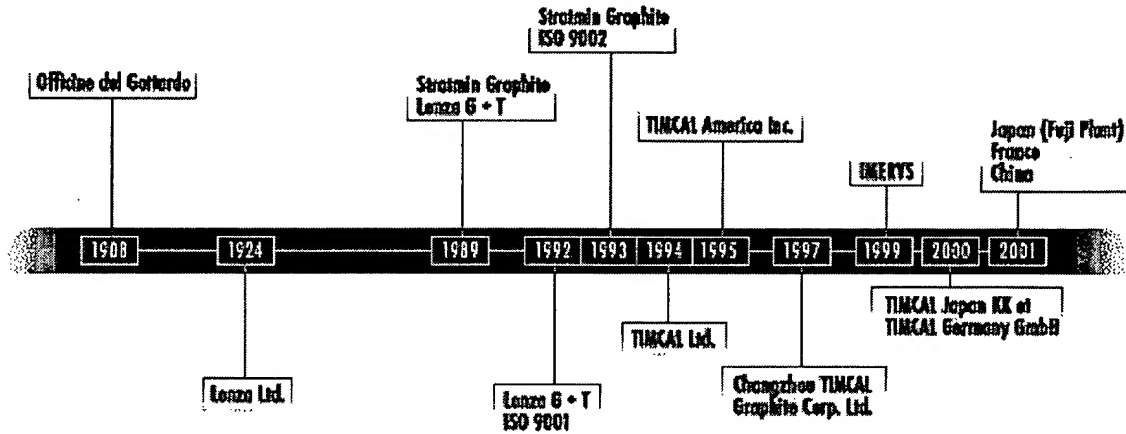 Stratmin Graphite
ISO 9002
Officine del Gottardo
Stratmin Graphite
Lonza G + T
TIMCAL America Inc.
Japan (Fuji Plant)
France
China
IMERYS
1908
1924
1989
1992
1993
1994
1995
1997
1999
2000
2001
TIMCAL Japan KK et
TIMCAL Germany GmbH
TIMCAL Ltd.
Lonza Ltd.
Changzhou TIMCAL
Graphite Corp. Ltd.
Lonza G + T
ISO 9001